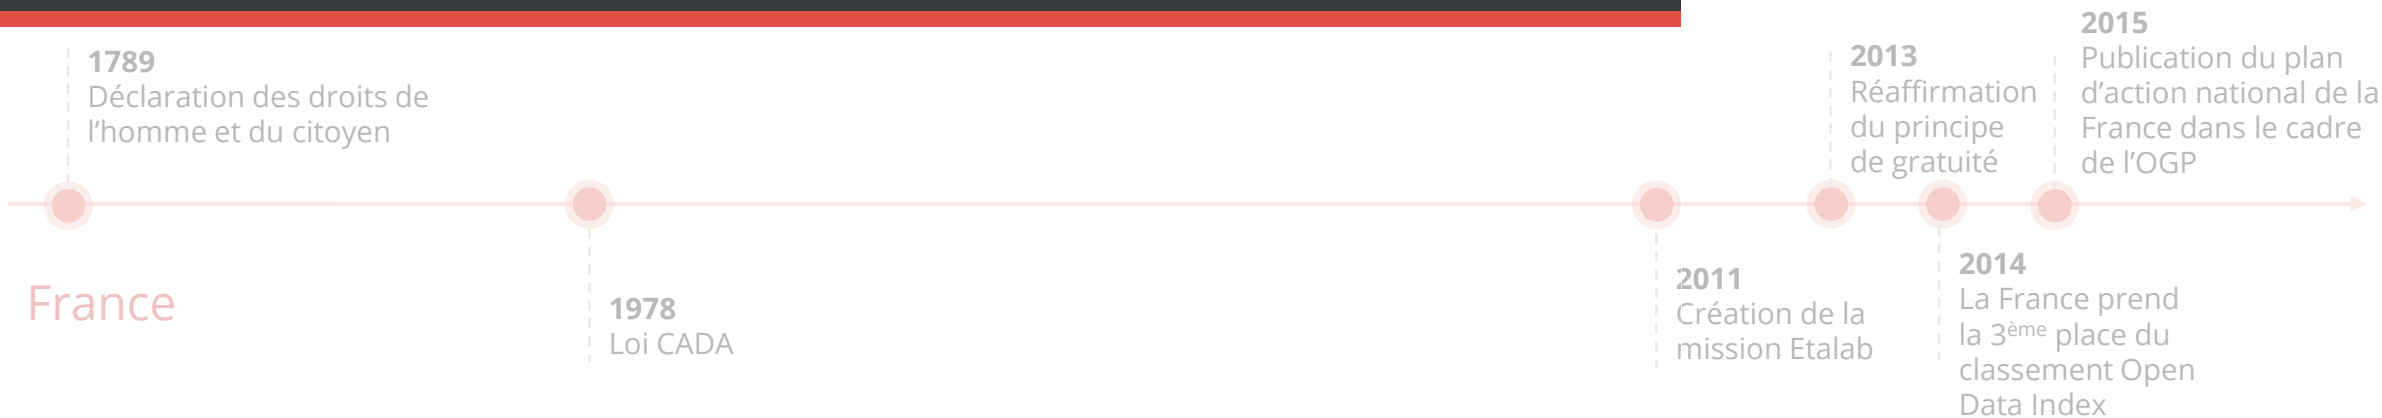 1789
Déclaration des droits de
l’homme et du citoyen
France
1978
Loi CADA
2011
Création de la
mission Etalab
2013
Réaffirmation
du principe
de gratuité
2014
La France prend
la 3ème place du
classement Open
Data Index
2015
Publication du plan
d’action national de la
France dans le cadre
de l’OGP